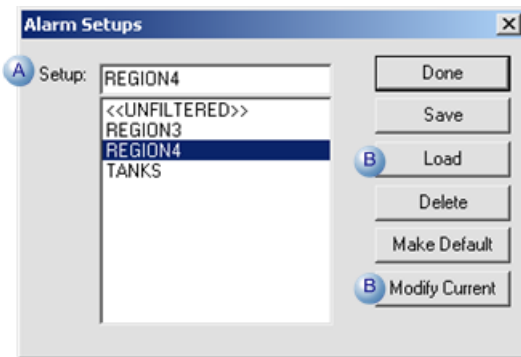 Alarm Setups
A Setup: REGION4
<<UNFILTERED>>
REGION3
REGION4
TANKS
Done
Save
B Load
Delete
Make Default
B Modify Current